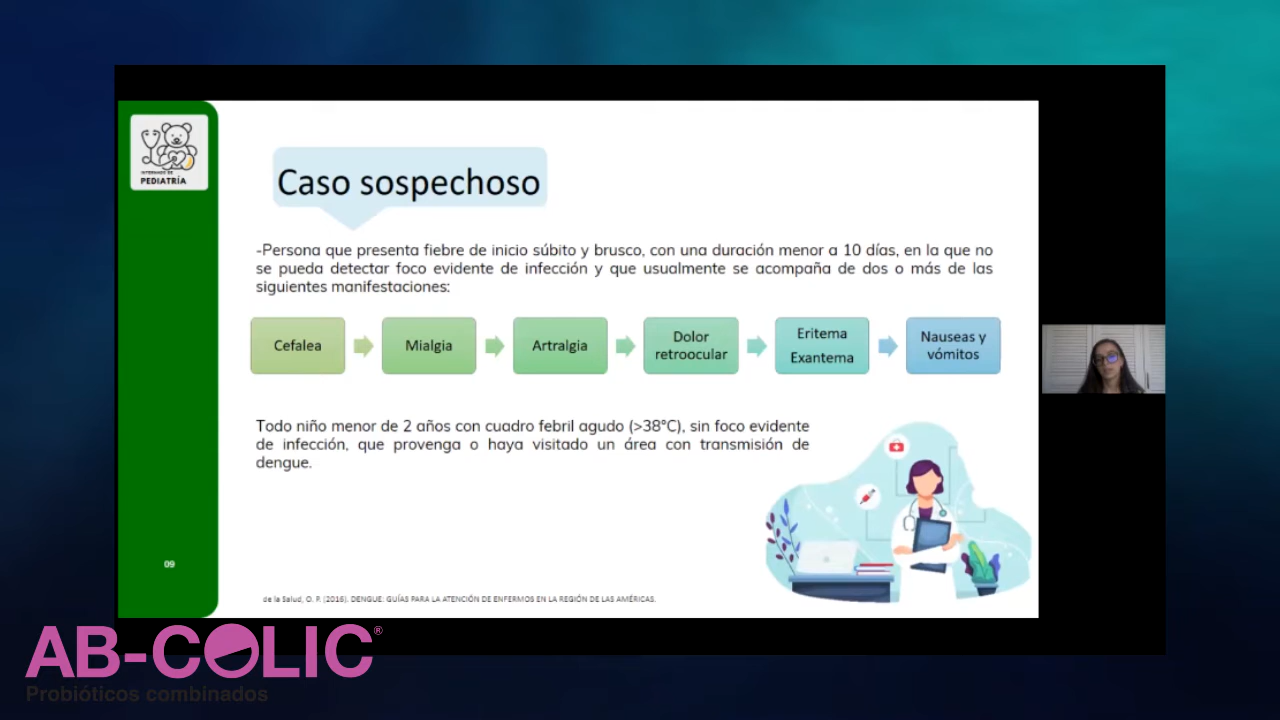 INTERNADO DE
PEDIATRÍA
Caso sospechoso
-Persona que presenta fiebre de inicio súbito y brusco, con una duración menor a 10 días, en la que no
se pueda detectar foco evidente de infección y que usualmente se acompaña de dos o más de las
siguientes manifestaciones:
Cefalea
Mialgia
Artralgia
Dolor
retroocular
Eritema
Exantema
Nauseas y
vómitos
Todo niño menor de 2 años con cuadro febril agudo (>38°C), sin foco evidente
de infección, que provenga o haya visitado un área con transmisión de
dengue.
09
de la Salud, O. P. (2016). DENGUE: GUÍAS PARA LA ATENCIÓN DE ENFERMOS EN LA REGIÓN DE LAS AMÉRICAS.
AB-COLIC®
Probióticos combinados